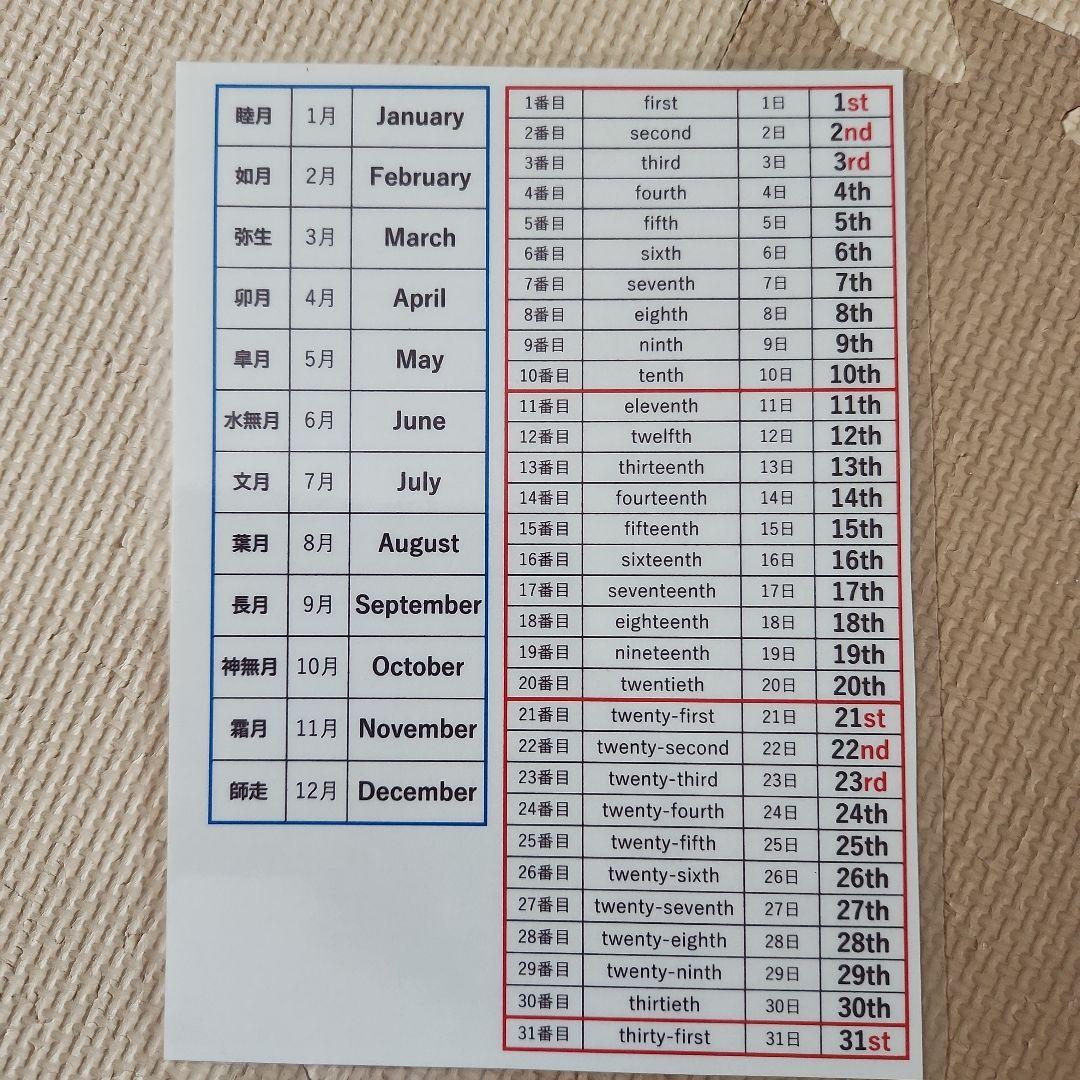 睦月 1月 January
如月 2月 February
弥生 3月 March
卯月 4月 April
皐月 5月 May
水無月 6月 June
文月 7月 July
葉月 8月 August
長月 9月 September
神無月 10月 October
霜月 11月 November
師走 12月 December
1番目 first 1日 1st
2番目 second 2日 2nd
3番目 third 3日 3rd
4番目 fourth 4日 4th
5番目 fifth 5日 5th
6番目 sixth 6日 6th
7番目 seventh 7日 7th
8番目 eighth 8日 8th
9番目 ninth 9日 9th
10番目 tenth 10日 10th
11番目 eleventh 11日 11th
12番目 twelfth 12日 12th
13番目 thirteenth 13日 13th
14番目 fourteenth 14日 14th
15番目 fifteenth 15日 15th
16番目 sixteenth 16日 16th
17番目 seventeenth 17日 17th
18番目 eighteenth 18日 18th
19番目 nineteenth 19日 19th
20番目 twentieth 20日 20th
21番目 twenty-first 21日 21st
22番目 twenty-second 22日 22nd
23番目 twenty-third 23日 23rd
24番目 twenty-fourth 24日 24th
25番目 twenty-fifth 25日 25th
26番目 twenty-sixth 26日 26th
27番目 twenty-seventh 27日 27th
28番目 twenty-eighth 28日 28th
29番目 twenty-ninth 29日 29th
30番目 thirtieth 30日 30th
31番目 thirty-first 31日 31st